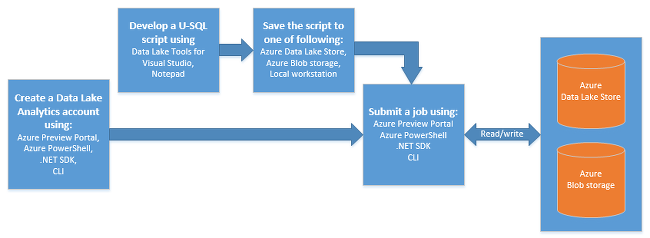 Develop a U-SQL
script using
Data Lake Tools for
Visual Studio,
Notepad
Save the script to
one of following:
Azure Data Lake Store,
Azure Blob storage,
Local workstation
Create a Data Lake
Analytics account
using:
Azure Preview Portal,
Azure PowerShell,
.NET SDK,
CLI
Submit a job using:
Azure Preview Portal
Azure PowerShell
.NET SDK
CLI
Read/write
Azure
Data Lake Store
Azure
Blob storage